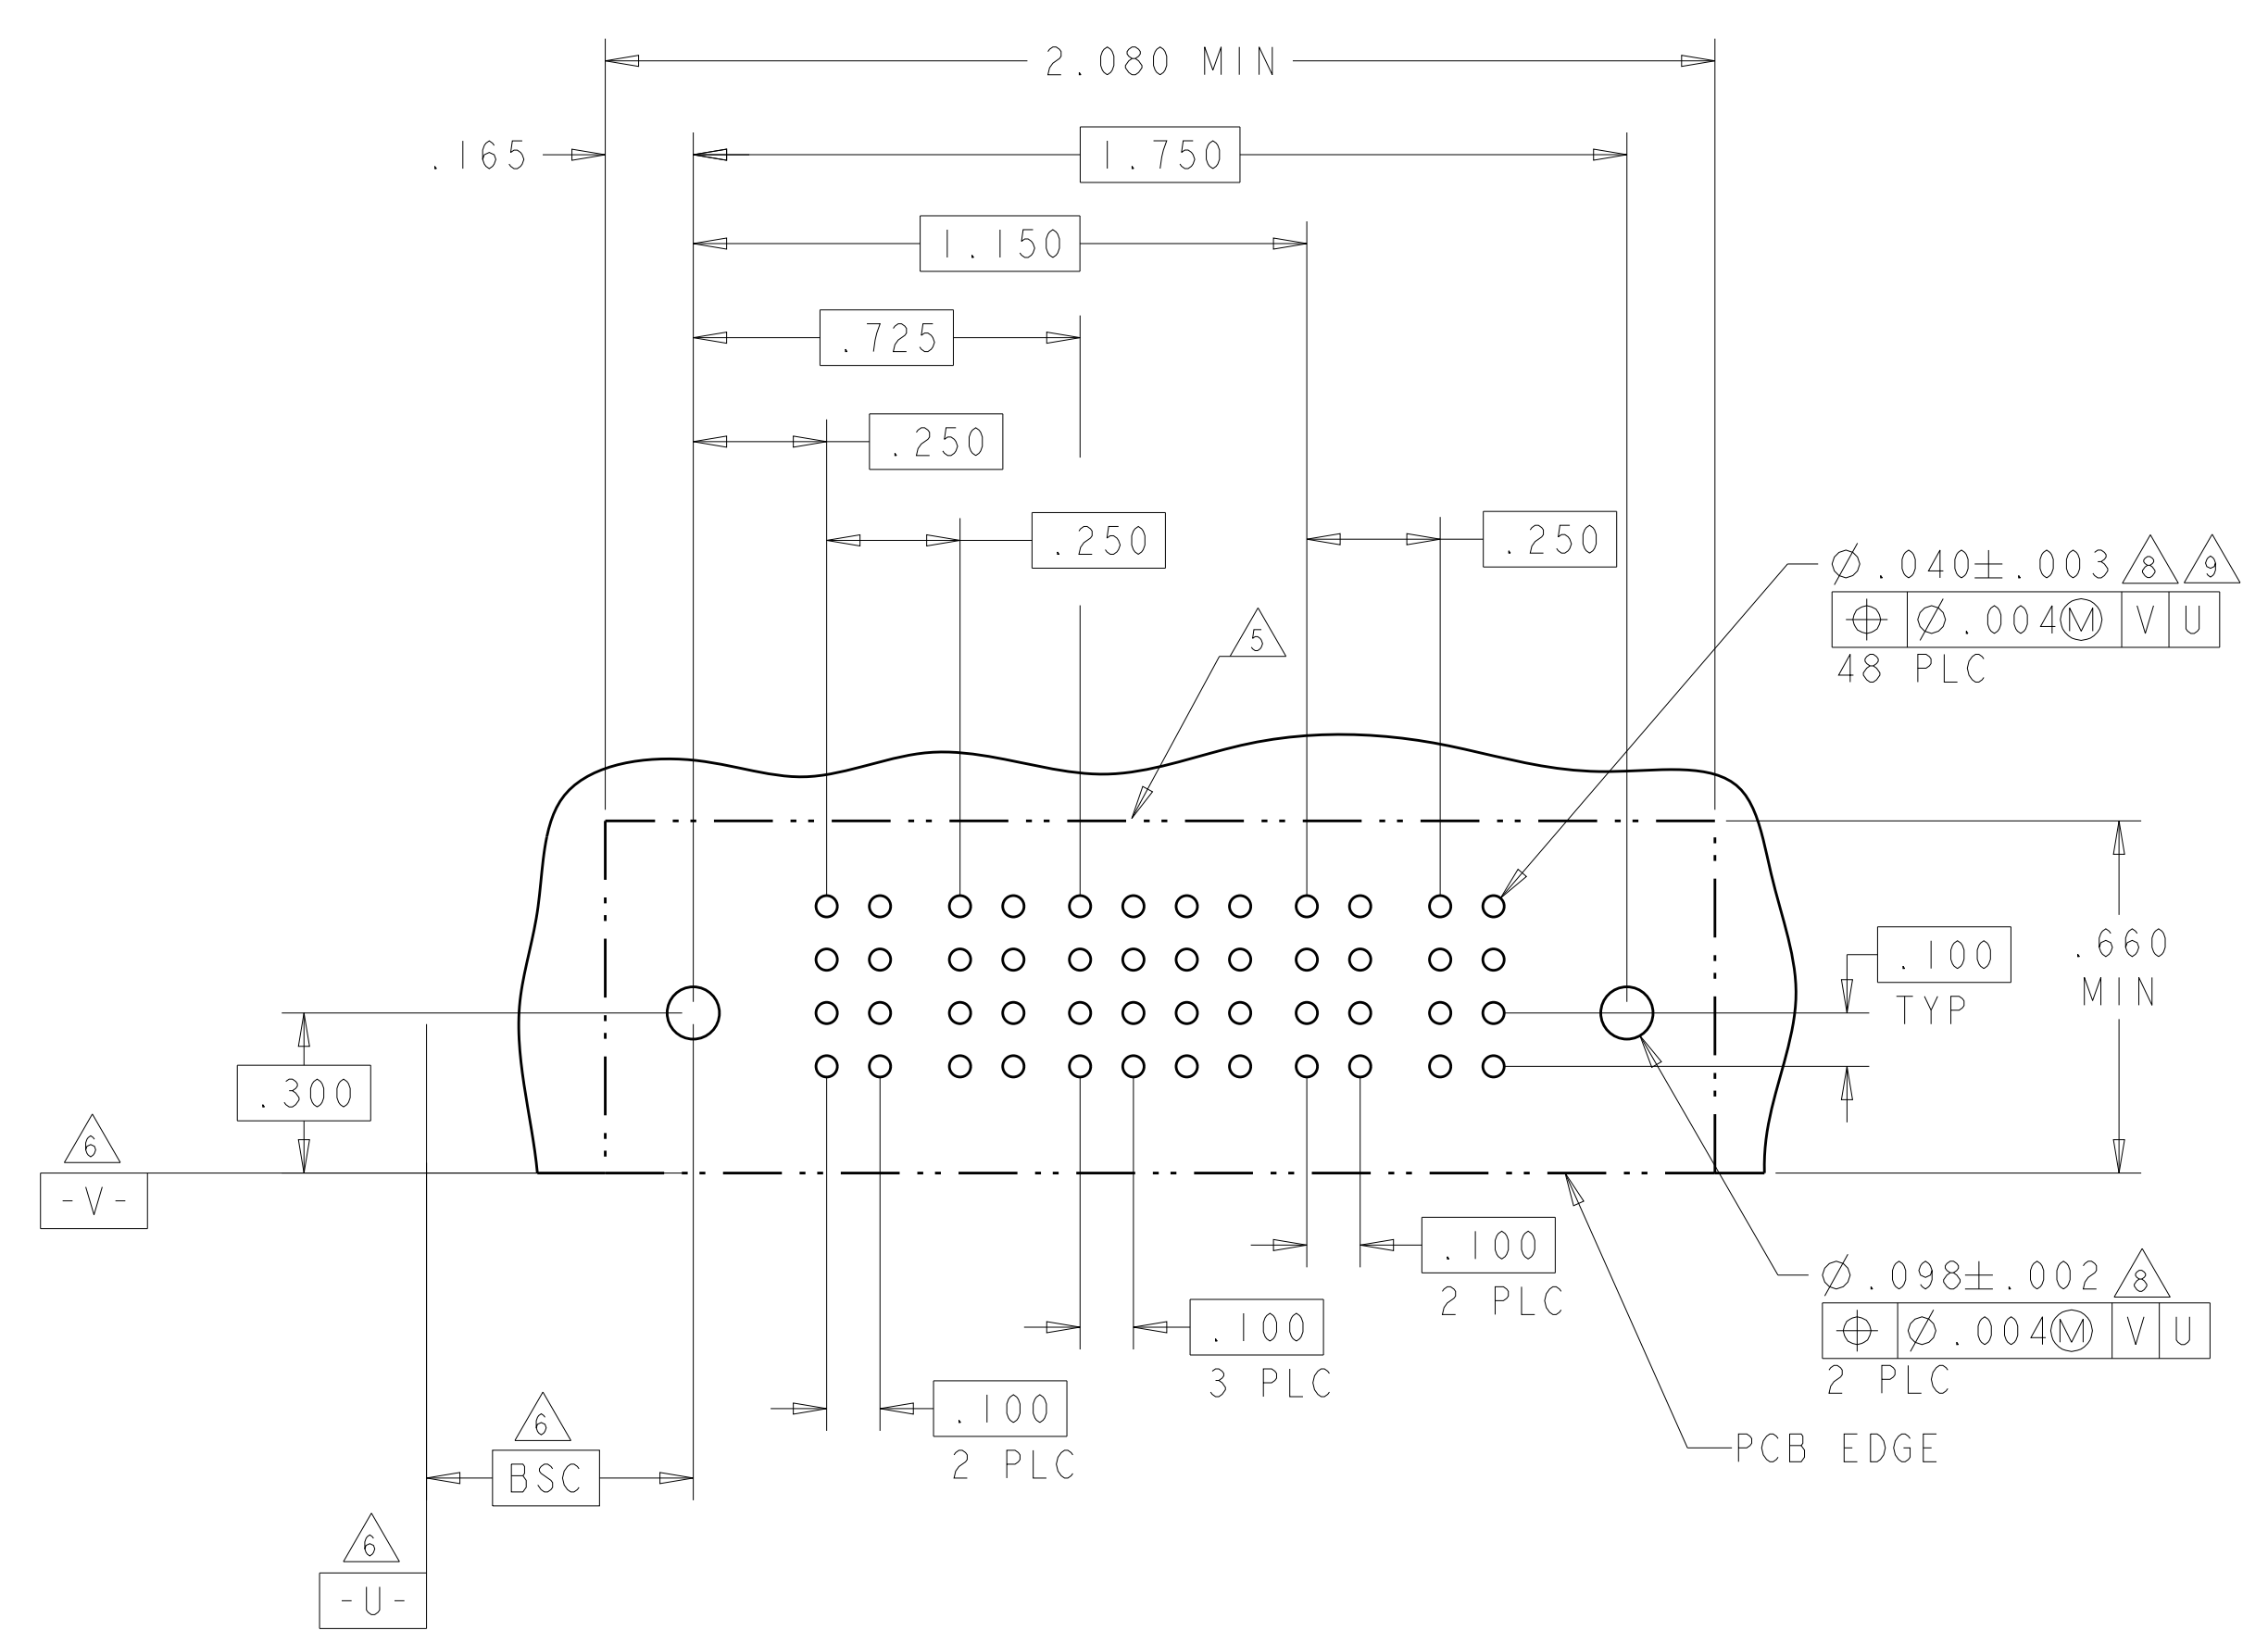 2.080 MIN
.165
1.750
1.150
.725
.250
.250
.250
⌀.040±.003 8 9
⌖ ⌀.004Ⓜ V U
48 PLC
5
.660
MIN
.100
TYP
.300
6
-V-
.100
2 PLC
⌀.098±.002 8
⌖ ⌀.004Ⓜ V U
2 PLC
.100
3 PLC
.100
2 PLC
PCB EDGE
6
BSC
6
-U-